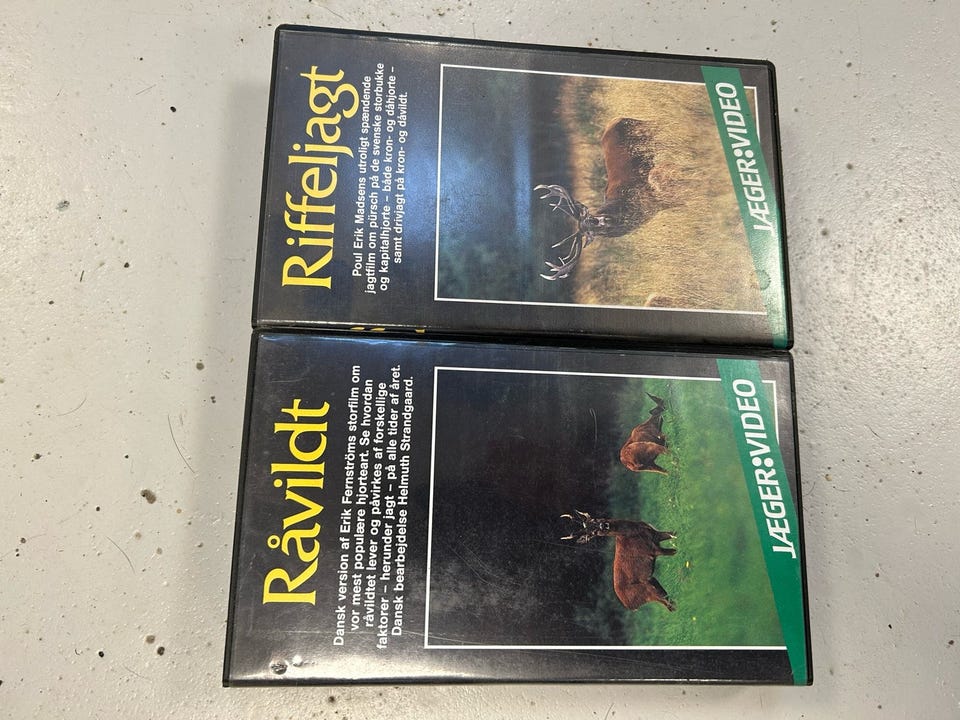 Råvildt
Dansk version af Erik Fernströms storfilm om
vor mest populære hjorteart. Se hvordan
råvildtet lever og påvirkes af forskellige
faktorer – herunder jagt – på alle tider af året.
Dansk bearbejdelse Helmuth Strandgaard.
JÆGER:VIDEO
Riffeljagt
Poul Erik Madsens utroligt spændende
jagtfilm om pürsch på de svenske storbukke
og kapitalhjorte – både kron- og dåhjorte –
samt drivjagt på kron- og dåvildt.
JÆGER:VIDEO